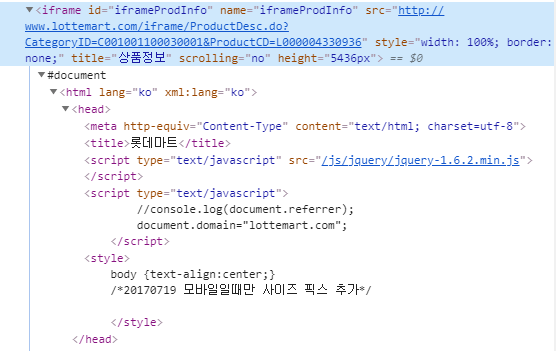 ▼<iframe id="iframeProdInfo" name="iframeProdInfo" src="http://
www.lottemart.com/iframe/ProductDesc.do?
CategoryID=C001001100030001&ProductCD=L000004330936" style="width: 100%; border:
none;" title="상품정보" scrolling="no" height="5436px"> == $0
▼#document
▼<html lang="ko" xml:lang="ko">
▼<head>
<meta http-equiv="Content-Type" content="text/html; charset=utf-8">
<title>롯데마트</title>
<script type="text/javascript" src="/js/jquery/jquery-1.6.2.min.js">
</script>
▼<script type="text/javascript">
//console.log(document.referrer);
document.domain="lottemart.com";
</script>
▼<style>
body {text-align:center;}
/*20170719 모바일일때만 사이즈 픽스 추가*/
</style>
</head>